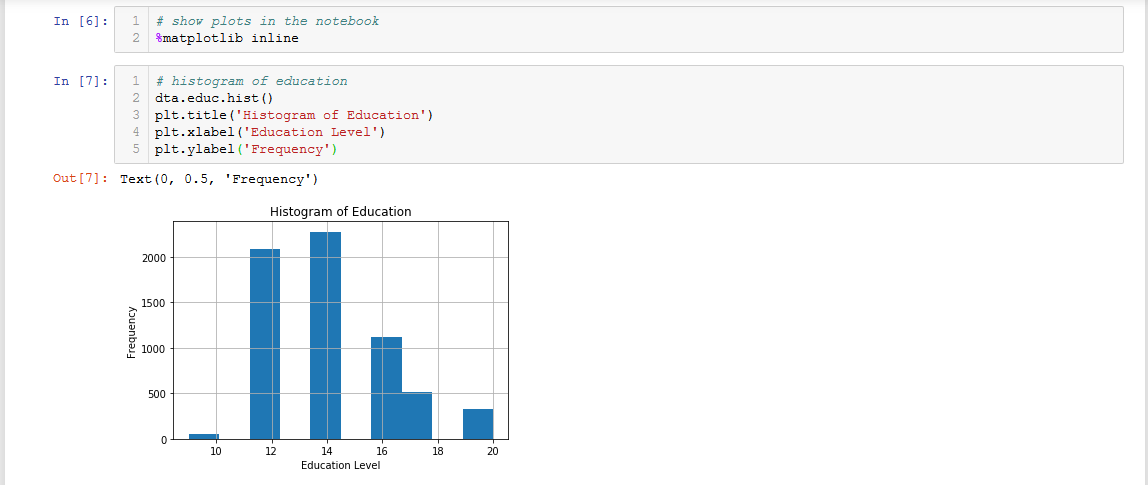 In [6]:
1 # show plots in the notebook
2 %matplotlib inline
In [7]:
1 # histogram of education
2 dta.educ.hist()
3 plt.title('Histogram of Education')
4 plt.xlabel('Education Level')
5 plt.ylabel('Frequency')
Out[7]: Text(0, 0.5, 'Frequency')
Histogram of Education
2000
1500
1000
500
0
Frequency
10 12 14 16 18 20
Education Level